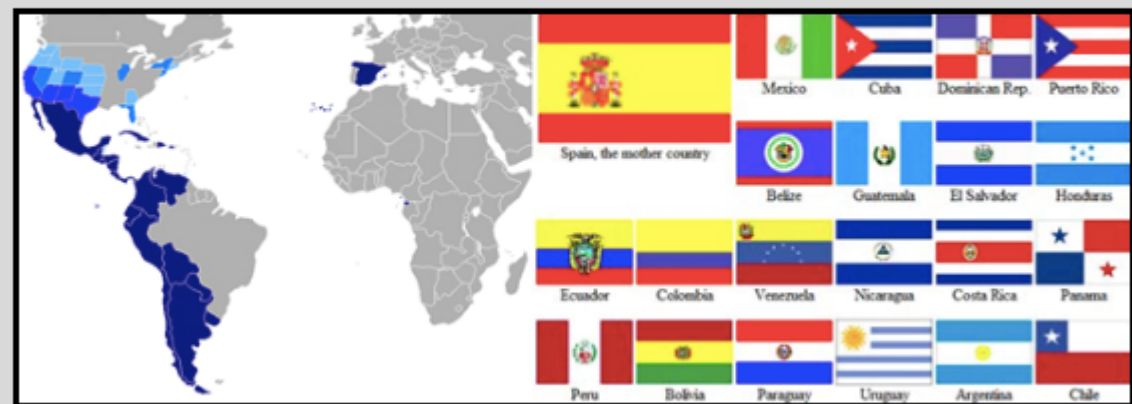 Mexico Cuba Dominican Rep. Puerto Rico
Spain, the mother country
Belize Guatemala El Salvador Honduras
Ecuador Colombia Venezuela Nicaragua Costa Rica Panama
Peru Bolivia Paraguay Uruguay Argentina Chile